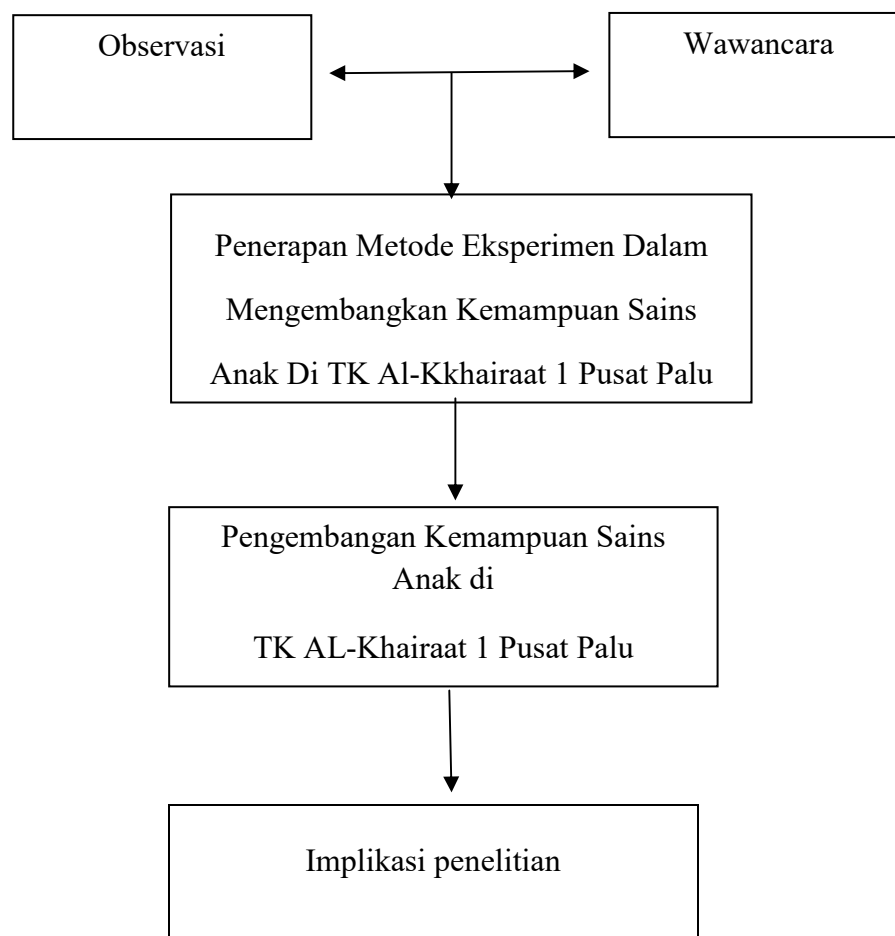 Observasi
Wawancara
Penerapan Metode Eksperimen Dalam
Mengembangkan Kemampuan Sains
Anak Di TK Al-Kkhairaat 1 Pusat Palu
Pengembangan Kemampuan Sains
Anak di
TK AL-Khairaat 1 Pusat Palu
Implikasi penelitian